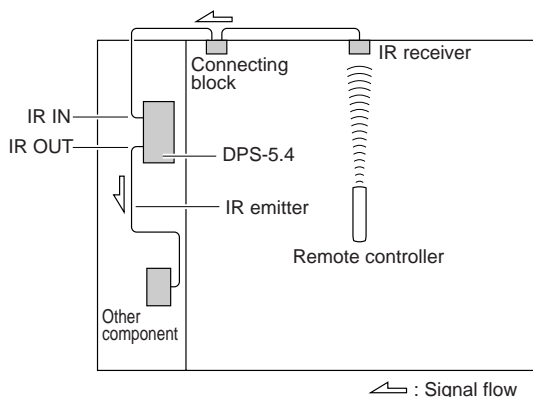 Connecting
block
IR receiver
IR IN
IR OUT
DPS-5.4
IR emitter
Remote controller
Other
component
: Signal flow